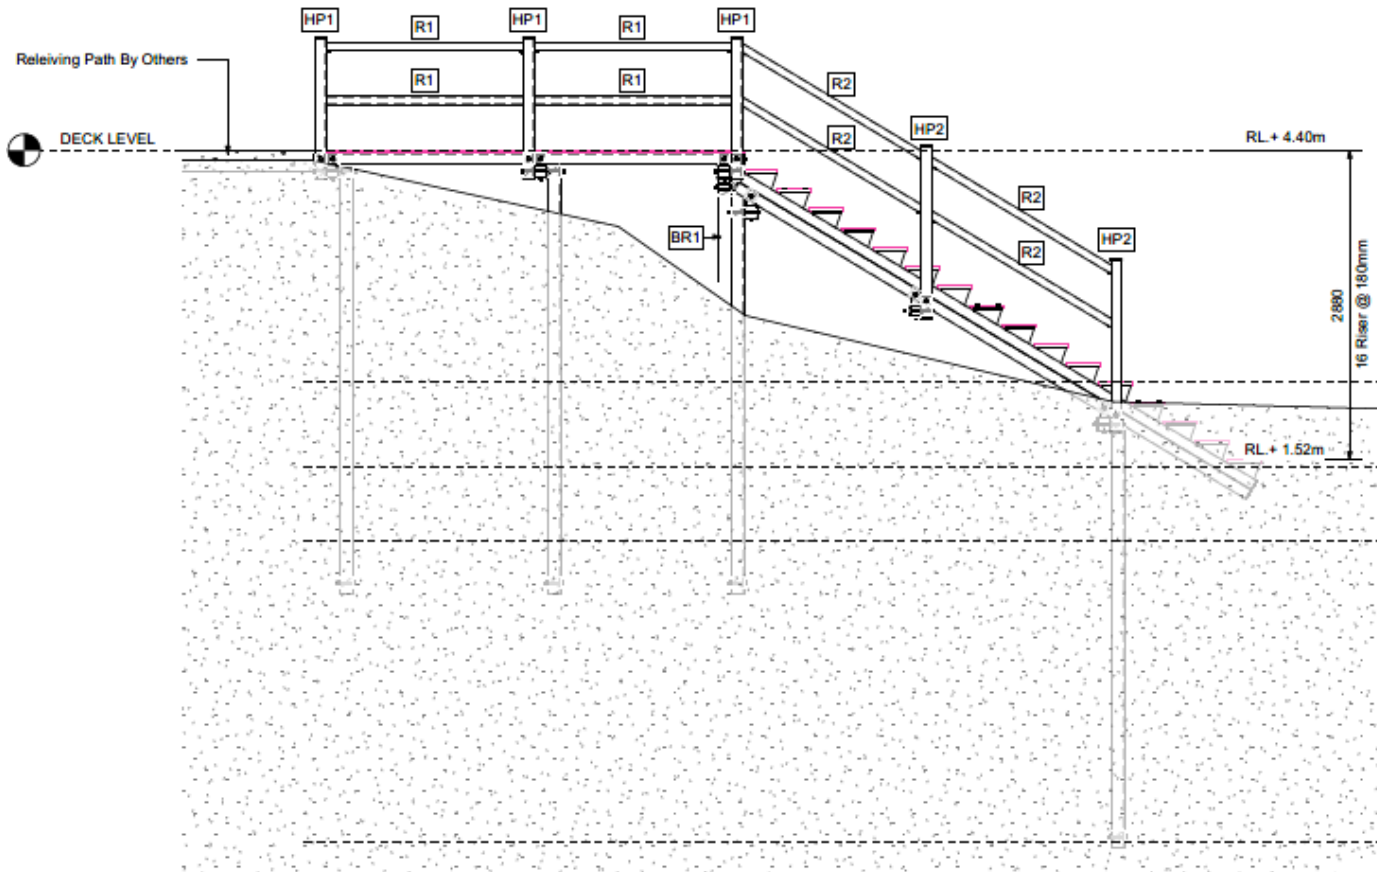 HP1
HP1
HP1
R1
R1
Releiving Path By Others
R1
R1
R2
DECK LEVEL
HP2
R2
RL.+ 4.40m
R2
BR1
HP2
R2
2880
16 Riser @ 180mm
RL.+ 1.52m